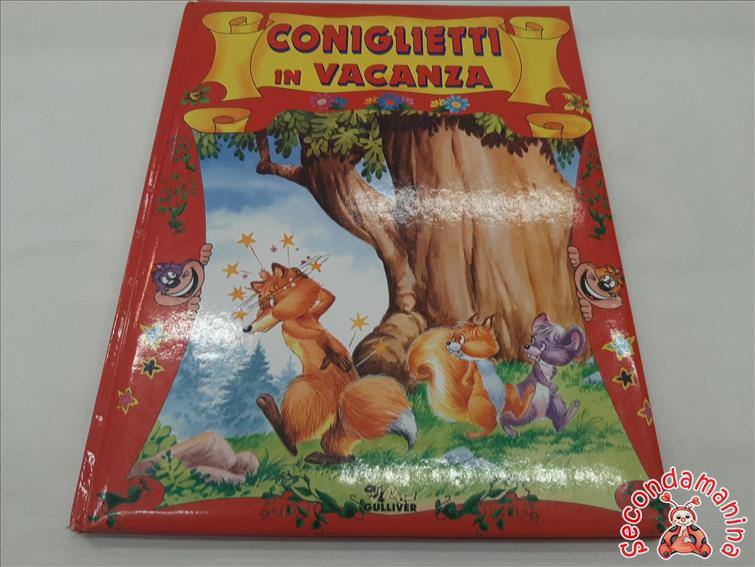 CONIGLIETTI
IN VACANZA
GULLIVER
secondamanina